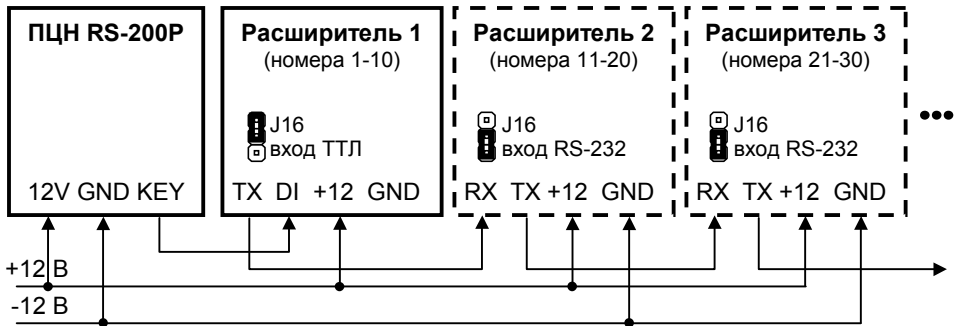 ПЦН RS-200P
12V GND KEY
Расширитель 1
(номера 1-10)
J16
вход ТТЛ
TX DI +12 GND
Расширитель 2
(номера 11-20)
J16
вход RS-232
RX TX +12 GND
Расширитель 3
(номера 21-30)
J16
вход RS-232
RX TX +12 GND
•••
+12 В
-12 В